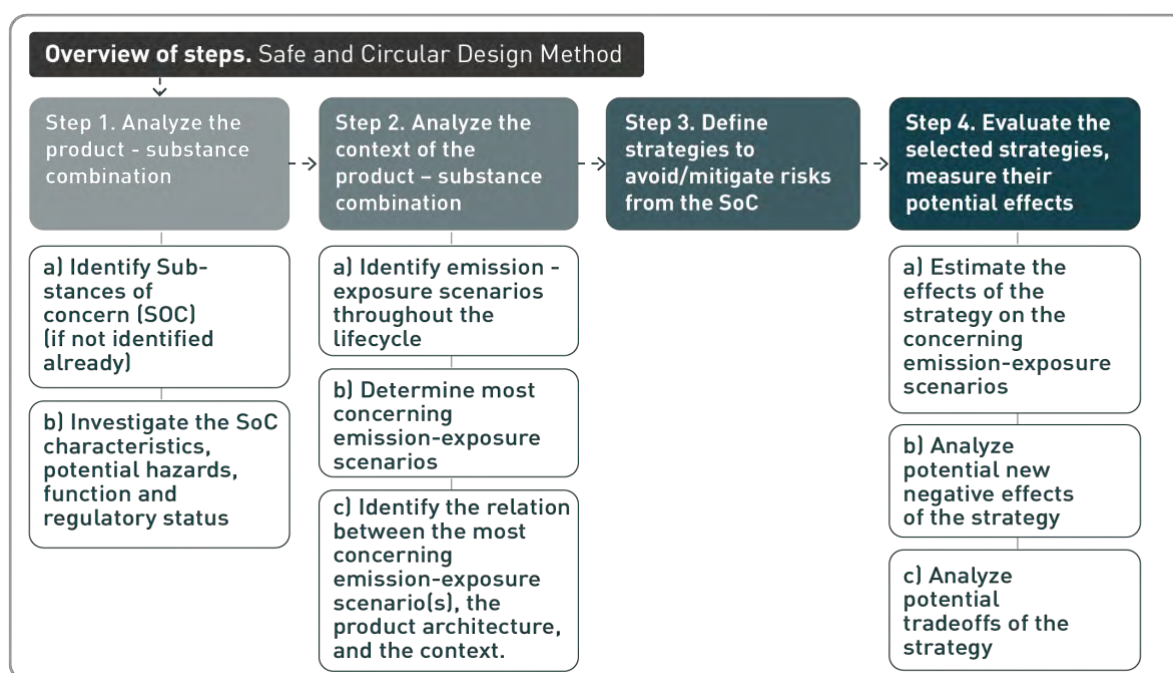 Overview of steps. Safe and Circular Design Method
Step 1. Analyze the
product - substance
combination
a) Identify Sub-
stances of
concern (SOC)
(if not identified
already)
b) Investigate the SoC
characteristics,
potential hazards,
function and
regulatory status
Step 2. Analyze the
context of the
product – substance
combination
a) Identify emission -
exposure scenarios
throughout the
lifecycle
b) Determine most
concerning
emission-exposure
scenarios
c) Identify the relation
between the most
concerning
emission-exposure
scenario(s), the
product architecture,
and the context.
Step 3. Define
strategies to
avoid/mitigate risks
from the SoC
Step 4. Evaluate the
selected strategies,
measure their
potential effects
a) Estimate the
effects of the
strategy on the
concerning
emission-exposure
scenarios
b) Analyze
potential new
negative effects
of the strategy
c) Analyze
potential
tradeoffs of the
strategy